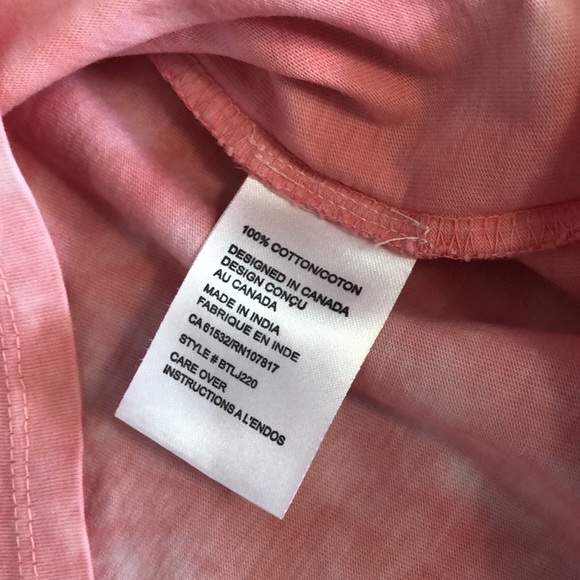 100% COTTON/COTON
DESIGNED IN CANADA
DESIGN CONÇU
AU CANADA
MADE IN INDIA
FABRIQUE EN INDE
CA 61532/RN107817
STYLE # BTLJ220
CARE OVER
INSTRUCTIONS A L'ENDOS